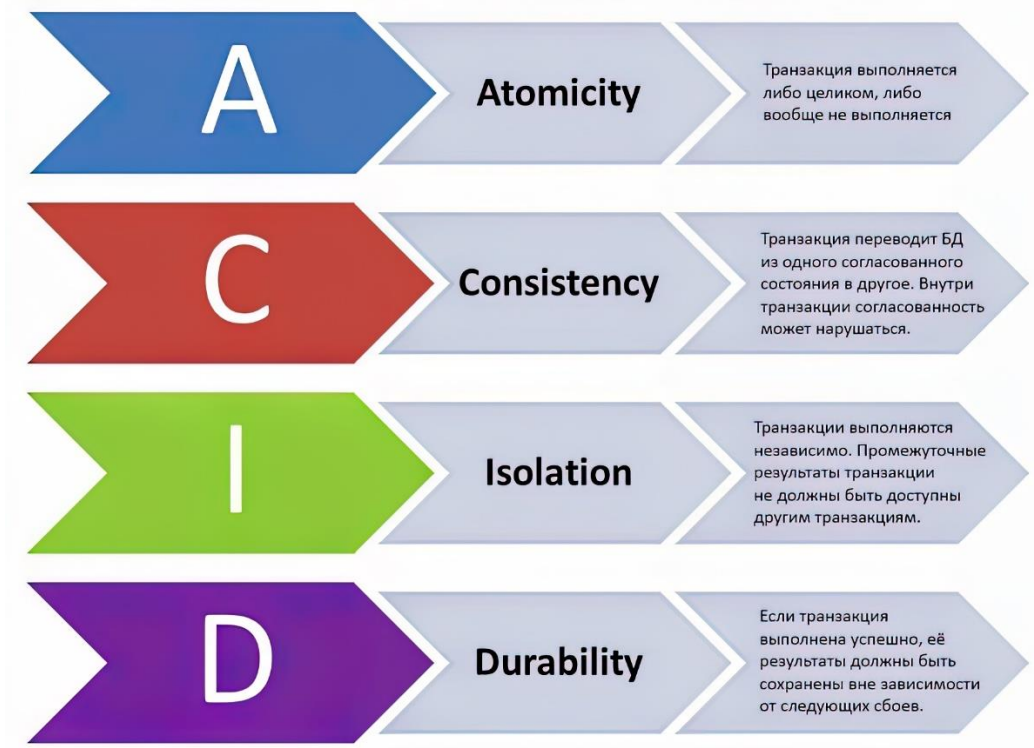 A
Atomicity
Транзакция выполняется
либо целиком, либо
вообще не выполняется
C
Consistency
Транзакция переводит БД
из одного согласованного
состояния в другое. Внутри
транзакции согласованность
может нарушаться.
I
Isolation
Транзакции выполняются
независимо. Промежуточные
результаты транзакции
не должны быть доступны
другим транзакциям.
D
Durability
Если транзакция
выполнена успешно, её
результаты должны быть
сохранены вне зависимости
от следующих сбоев.